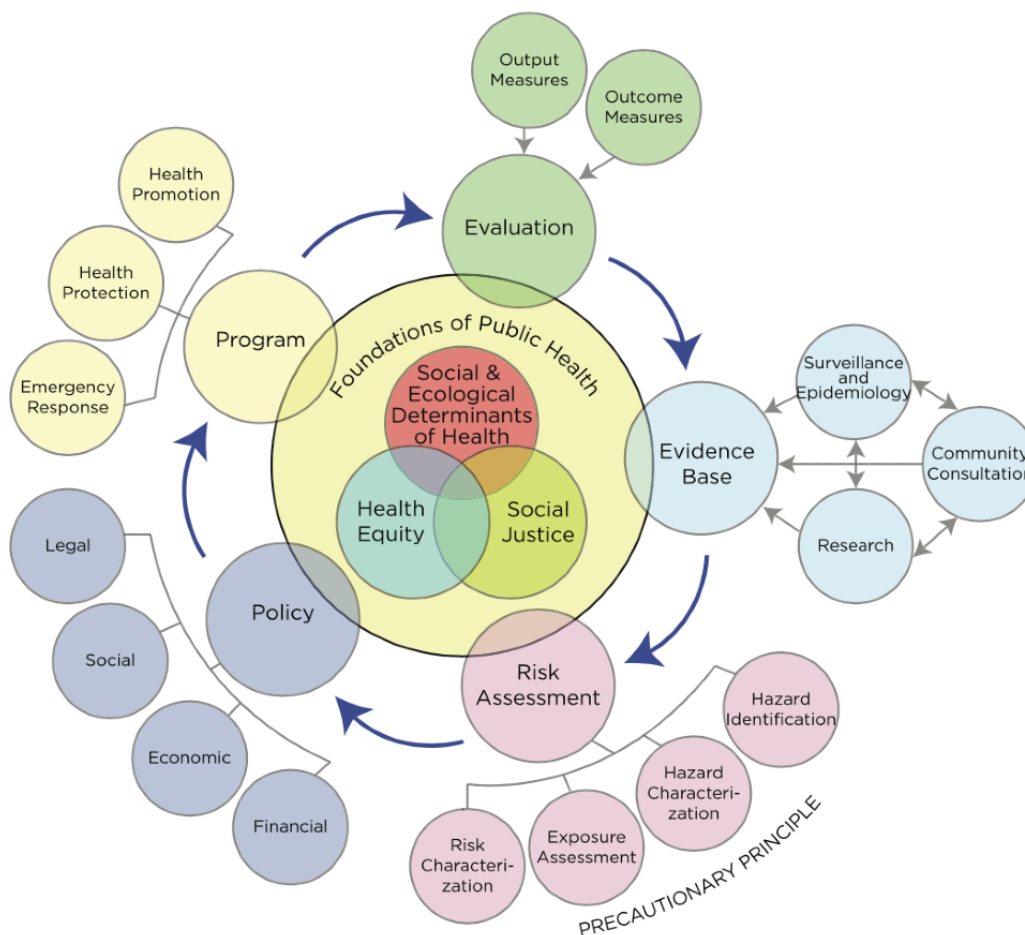 Output
Measures
Outcome
Measures
Evaluation
Health
Promotion
Health
Protection
Emergency
Response
Program
Foundations of Public Health
Social &
Ecological
Determinants
of Health
Health
Equity
Social
Justice
Evidence
Base
Surveillance
and
Epidemiology
Community
Consultation
Research
Legal
Social
Economic
Financial
Policy
Risk
Assessment
Hazard
Identification
Hazard
Characteri-
zation
Exposure
Assessment
Risk
Characteri-
zation
PRECAUTIONARY PRINCIPLE